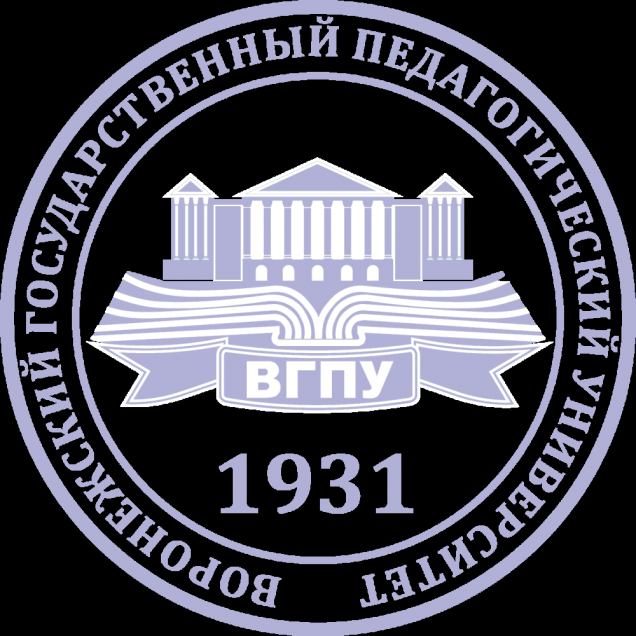 ВОРОНЕЖСКИЙ ГОСУДАРСТВЕННЫЙ ПЕДАГОГИЧЕСКИЙ УНИВЕРСИТЕТ
ВГПУ
1931